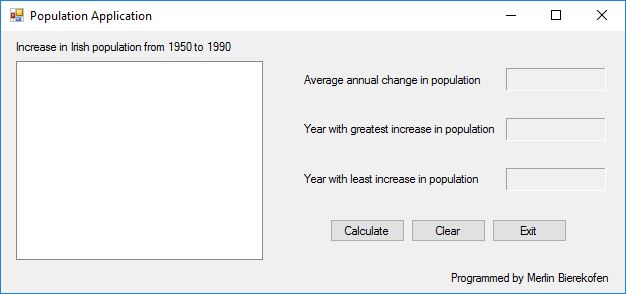 Population Application
Increase in Irish population from 1950 to 1990
Average annual change in population
Year with greatest increase in population
Year with least increase in population
Calculate Clear Exit
Programmed by Merlin Bierekofen